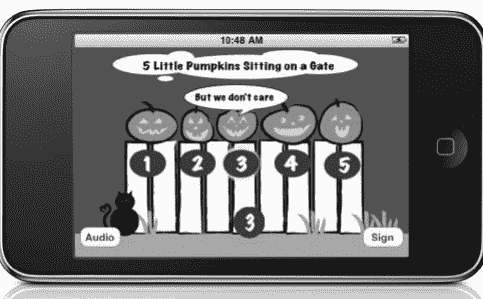 10:48 AM
5 Little Pumpkins Sitting on a Gate
But we don't care
1 2 3 4 5
3
Audio Sign